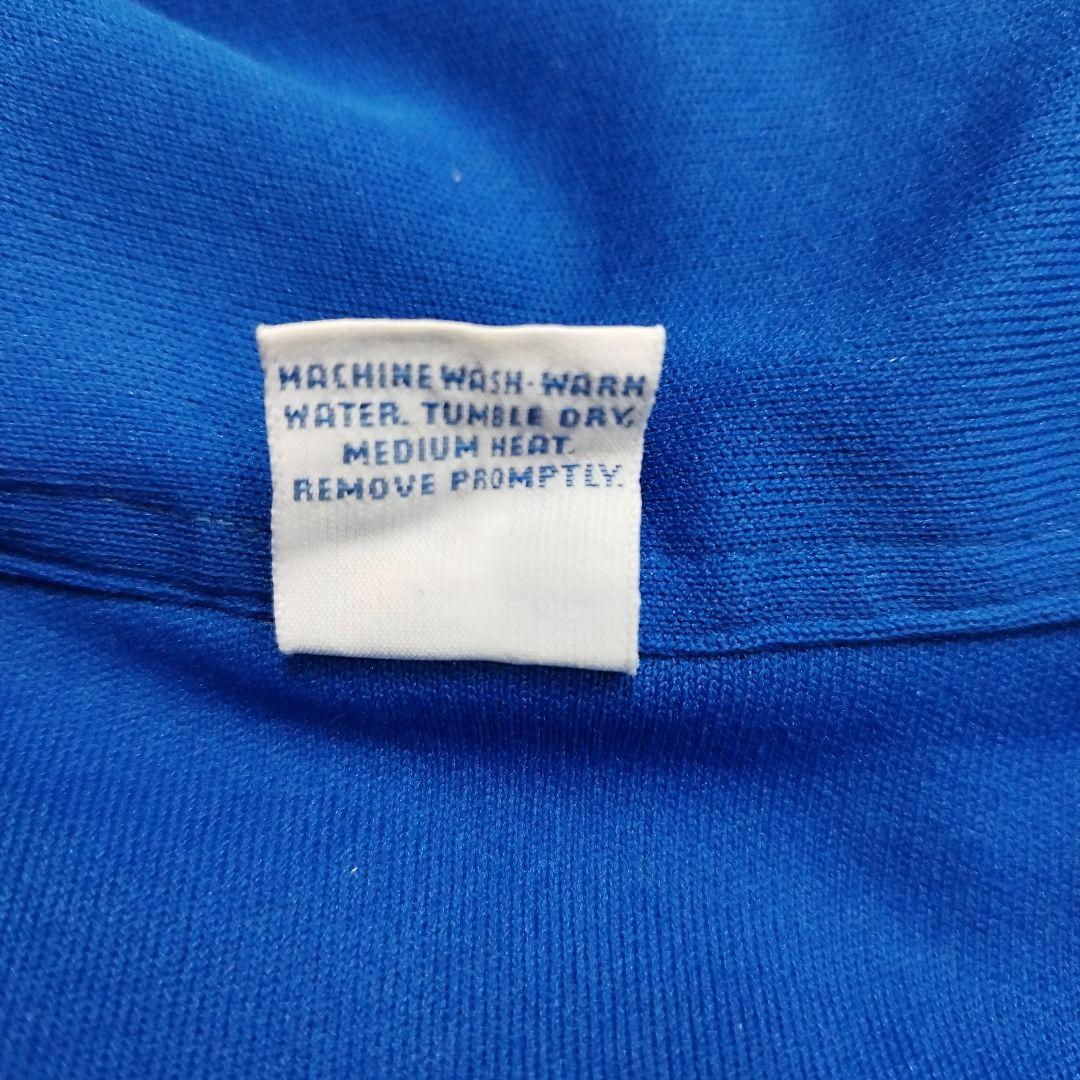 MACHINE WASH-WARM
WATER. TUMBLE DRY,
MEDIUM HEAT.
REMOVE PROMPTLY.